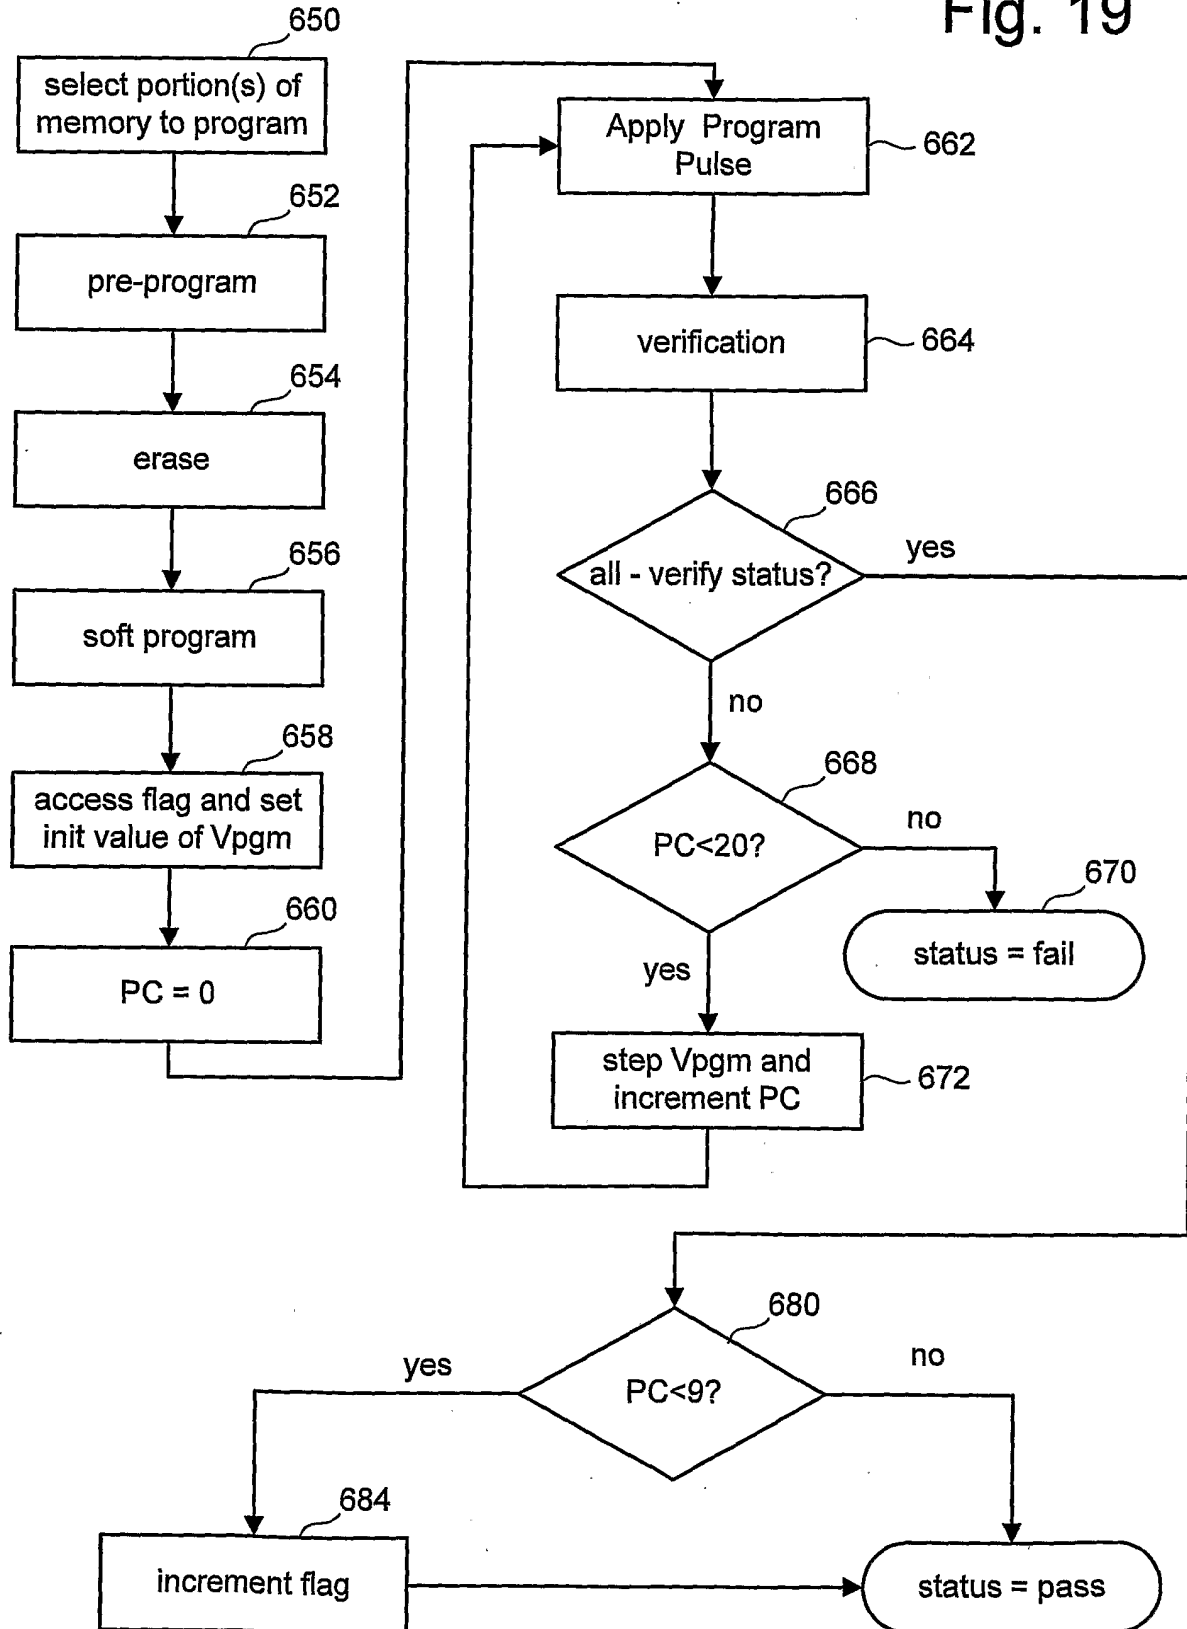 Fig. 19
650
select portion(s) of
memory to program
652
pre-program
654
erase
656
soft program
658
access flag and set
init value of Vpgm
660
PC = 0
Apply Program
Pulse
662
verification
664
666
all - verify status?
yes
no
668
PC<20?
no
670
status = fail
yes
step Vpgm and
increment PC
672
680
PC<9?
yes
no
684
increment flag
status = pass